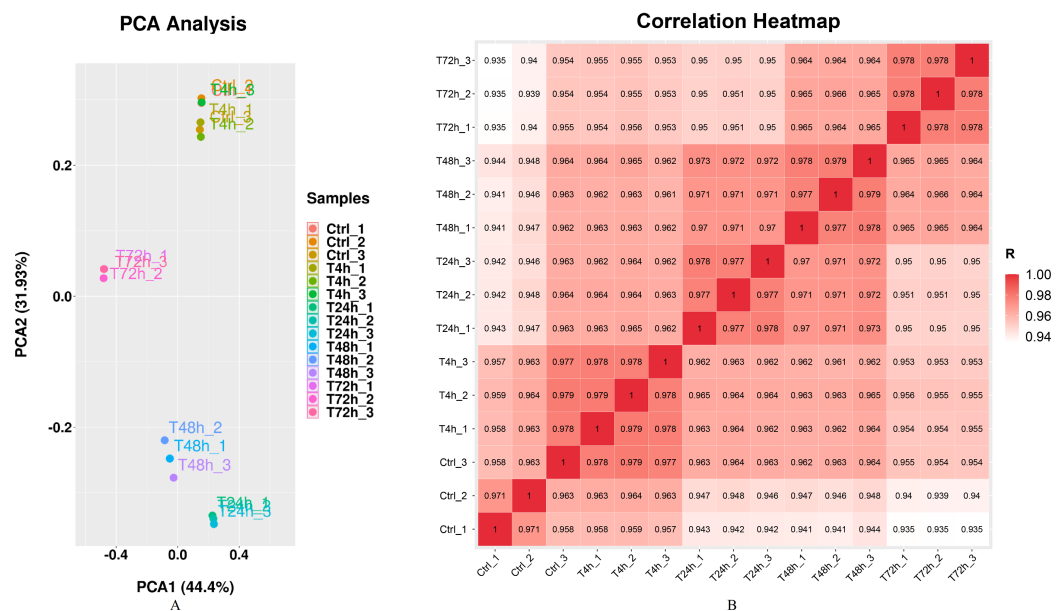 PCA Analysis
Ctrl_2
T4h_3
T4h_1
Ctrl_3
T4h_2
0.2
T72h_1
T72h_3
T72h_2
0.0
T48h_2
T48h_1
T48h_3
-0.2
T24h_1
T24h_3
-0.4
0.0
0.4
PCA2 (31.93%)
PCA1 (44.4%)
A
Samples
Ctrl_1
Ctrl_2
Ctrl_3
T4h_1
T4h_2
T4h_3
T24h_1
T24h_2
T24h_3
T48h_1
T48h_2
T48h_3
T72h_1
T72h_2
T72h_3
Correlation Heatmap
T72h_3 0.935 0.94 0.954 0.955 0.955 0.953 0.95 0.95 0.95 0.964 0.964 0.964 0.978 0.978 1
T72h_2 0.935 0.939 0.954 0.954 0.955 0.953 0.95 0.951 0.95 0.965 0.966 0.965 0.978 1 0.978
T72h_1 0.935 0.94 0.955 0.954 0.956 0.953 0.95 0.951 0.95 0.965 0.964 0.965 1 0.978 0.978
T48h_3 0.944 0.948 0.964 0.964 0.965 0.962 0.973 0.972 0.972 0.978 0.979 1 0.965 0.965 0.964
T48h_2 0.941 0.946 0.963 0.962 0.963 0.961 0.971 0.971 0.971 0.977 1 0.979 0.964 0.966 0.964
T48h_1 0.941 0.947 0.962 0.963 0.964 0.962 0.97 0.971 0.97 1 0.977 0.978 0.965 0.965 0.964
T24h_3 0.942 0.946 0.963 0.963 0.964 0.962 0.978 0.977 1 0.97 0.971 0.972 0.95 0.95 0.95
T24h_2 0.942 0.948 0.964 0.964 0.964 0.963 0.977 1 0.977 0.971 0.971 0.972 0.951 0.951 0.95
T24h_1 0.943 0.947 0.963 0.963 0.965 0.962 1 0.977 0.978 0.97 0.971 0.973 0.95 0.95 0.95
T4h_3 0.957 0.963 0.977 0.978 0.978 1 0.962 0.963 0.962 0.962 0.961 0.962 0.953 0.953 0.953
T4h_2 0.959 0.964 0.979 0.979 1 0.978 0.965 0.964 0.964 0.964 0.963 0.965 0.956 0.955 0.955
T4h_1 0.958 0.963 0.978 1 0.979 0.978 0.963 0.964 0.963 0.963 0.962 0.964 0.954 0.954 0.955
Ctrl_3 0.958 0.963 1 0.978 0.979 0.977 0.963 0.964 0.963 0.962 0.963 0.964 0.955 0.954 0.954
Ctrl_2 0.971 1 0.963 0.963 0.964 0.963 0.947 0.948 0.946 0.947 0.946 0.948 0.94 0.939 0.94
Ctrl_1 1 0.971 0.958 0.958 0.959 0.957 0.943 0.942 0.942 0.941 0.941 0.944 0.935 0.935 0.935
Ctrl_1 Ctrl_2 Ctrl_3 T4h_1 T4h_2 T4h_3 T24h_1 T24h_2 T24h_3 T48h_1 T48h_2 T48h_3 T72h_1 T72h_2 T72h_3
R
1.00
0.98
0.96
0.94
B